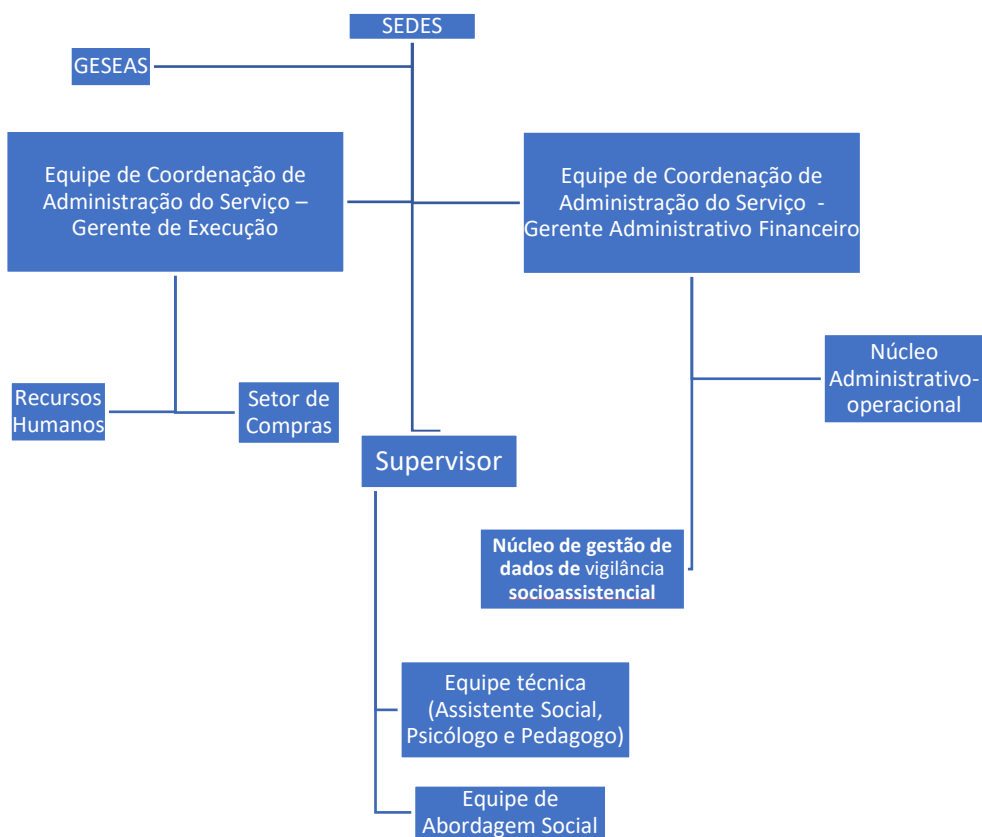 SEDES
GESEAS
Equipe de Coordenação de
Administração do Serviço –
Gerente de Execução
Equipe de Coordenação de
Administração do Serviço -
Gerente Administrativo Financeiro
Núcleo
Administrativo-
operacional
Recursos
Humanos
Setor de
Compras
Supervisor
Núcleo de gestão de
dados de vigilância
socioassistencial
Equipe técnica
(Assistente Social,
Psicólogo e Pedagogo)
Equipe de
Abordagem Social